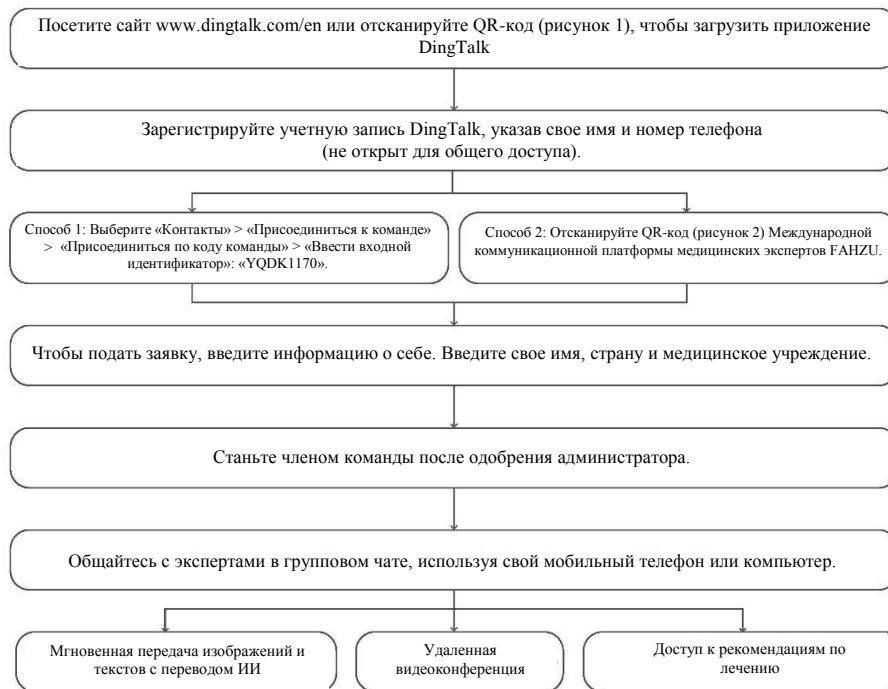 Посетите сайт www.dingtalk.com/en или отсканируйте QR-код (рисунок 1), чтобы загрузить приложение
DingTalk
Зарегистрируйте учетную запись DingTalk, указав свое имя и номер телефона
(не открыт для общего доступа).
Способ 1: Выберите «Контакты» > «Присоединиться к команде»
> «Присоединиться по коду команды» > «Ввести входной
идентификатор»: «YQDK1170».
Способ 2: Отсканируйте QR-код (рисунок 2) Международной
коммуникационной платформы медицинских экспертов FAHZU.
Чтобы подать заявку, введите информацию о себе. Введите свое имя, страну и медицинское учреждение.
Станьте членом команды после одобрения администратора.
Общайтесь с экспертами в групповом чате, используя свой мобильный телефон или компьютер.
Мгновенная передача изображений и
текстов с переводом ИИ
Удаленная
видеоконференция
Доступ к рекомендациям по
лечению